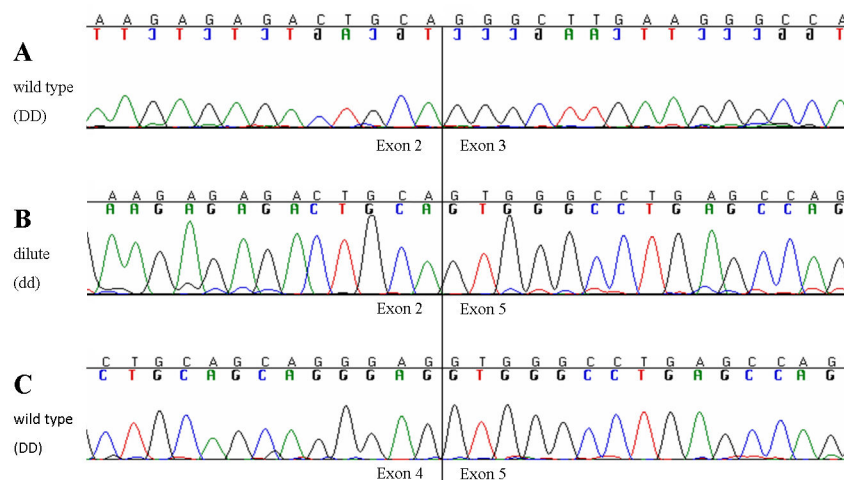 A A G A G A G A C T G C A G G G C T T G A A G G G C C A
T T C T C T C T G A C G T C C C G A A C T T C C C G G T
A
wild type
(DD)
Exon 2 Exon 3
A A G A G A G A C T G C A G T G G G C C T G A G C C A G
A A G A G A G A C T G C A G T G G G C C T G A G C C A G
B
dilute
(dd)
Exon 2 Exon 5
C T G C A G C A G G G A G G T G G G C C T G A G C C A G
C T G C A G C A G G G A G G T G G G C C T G A G C C A G
C
wild type
(DD)
Exon 4 Exon 5